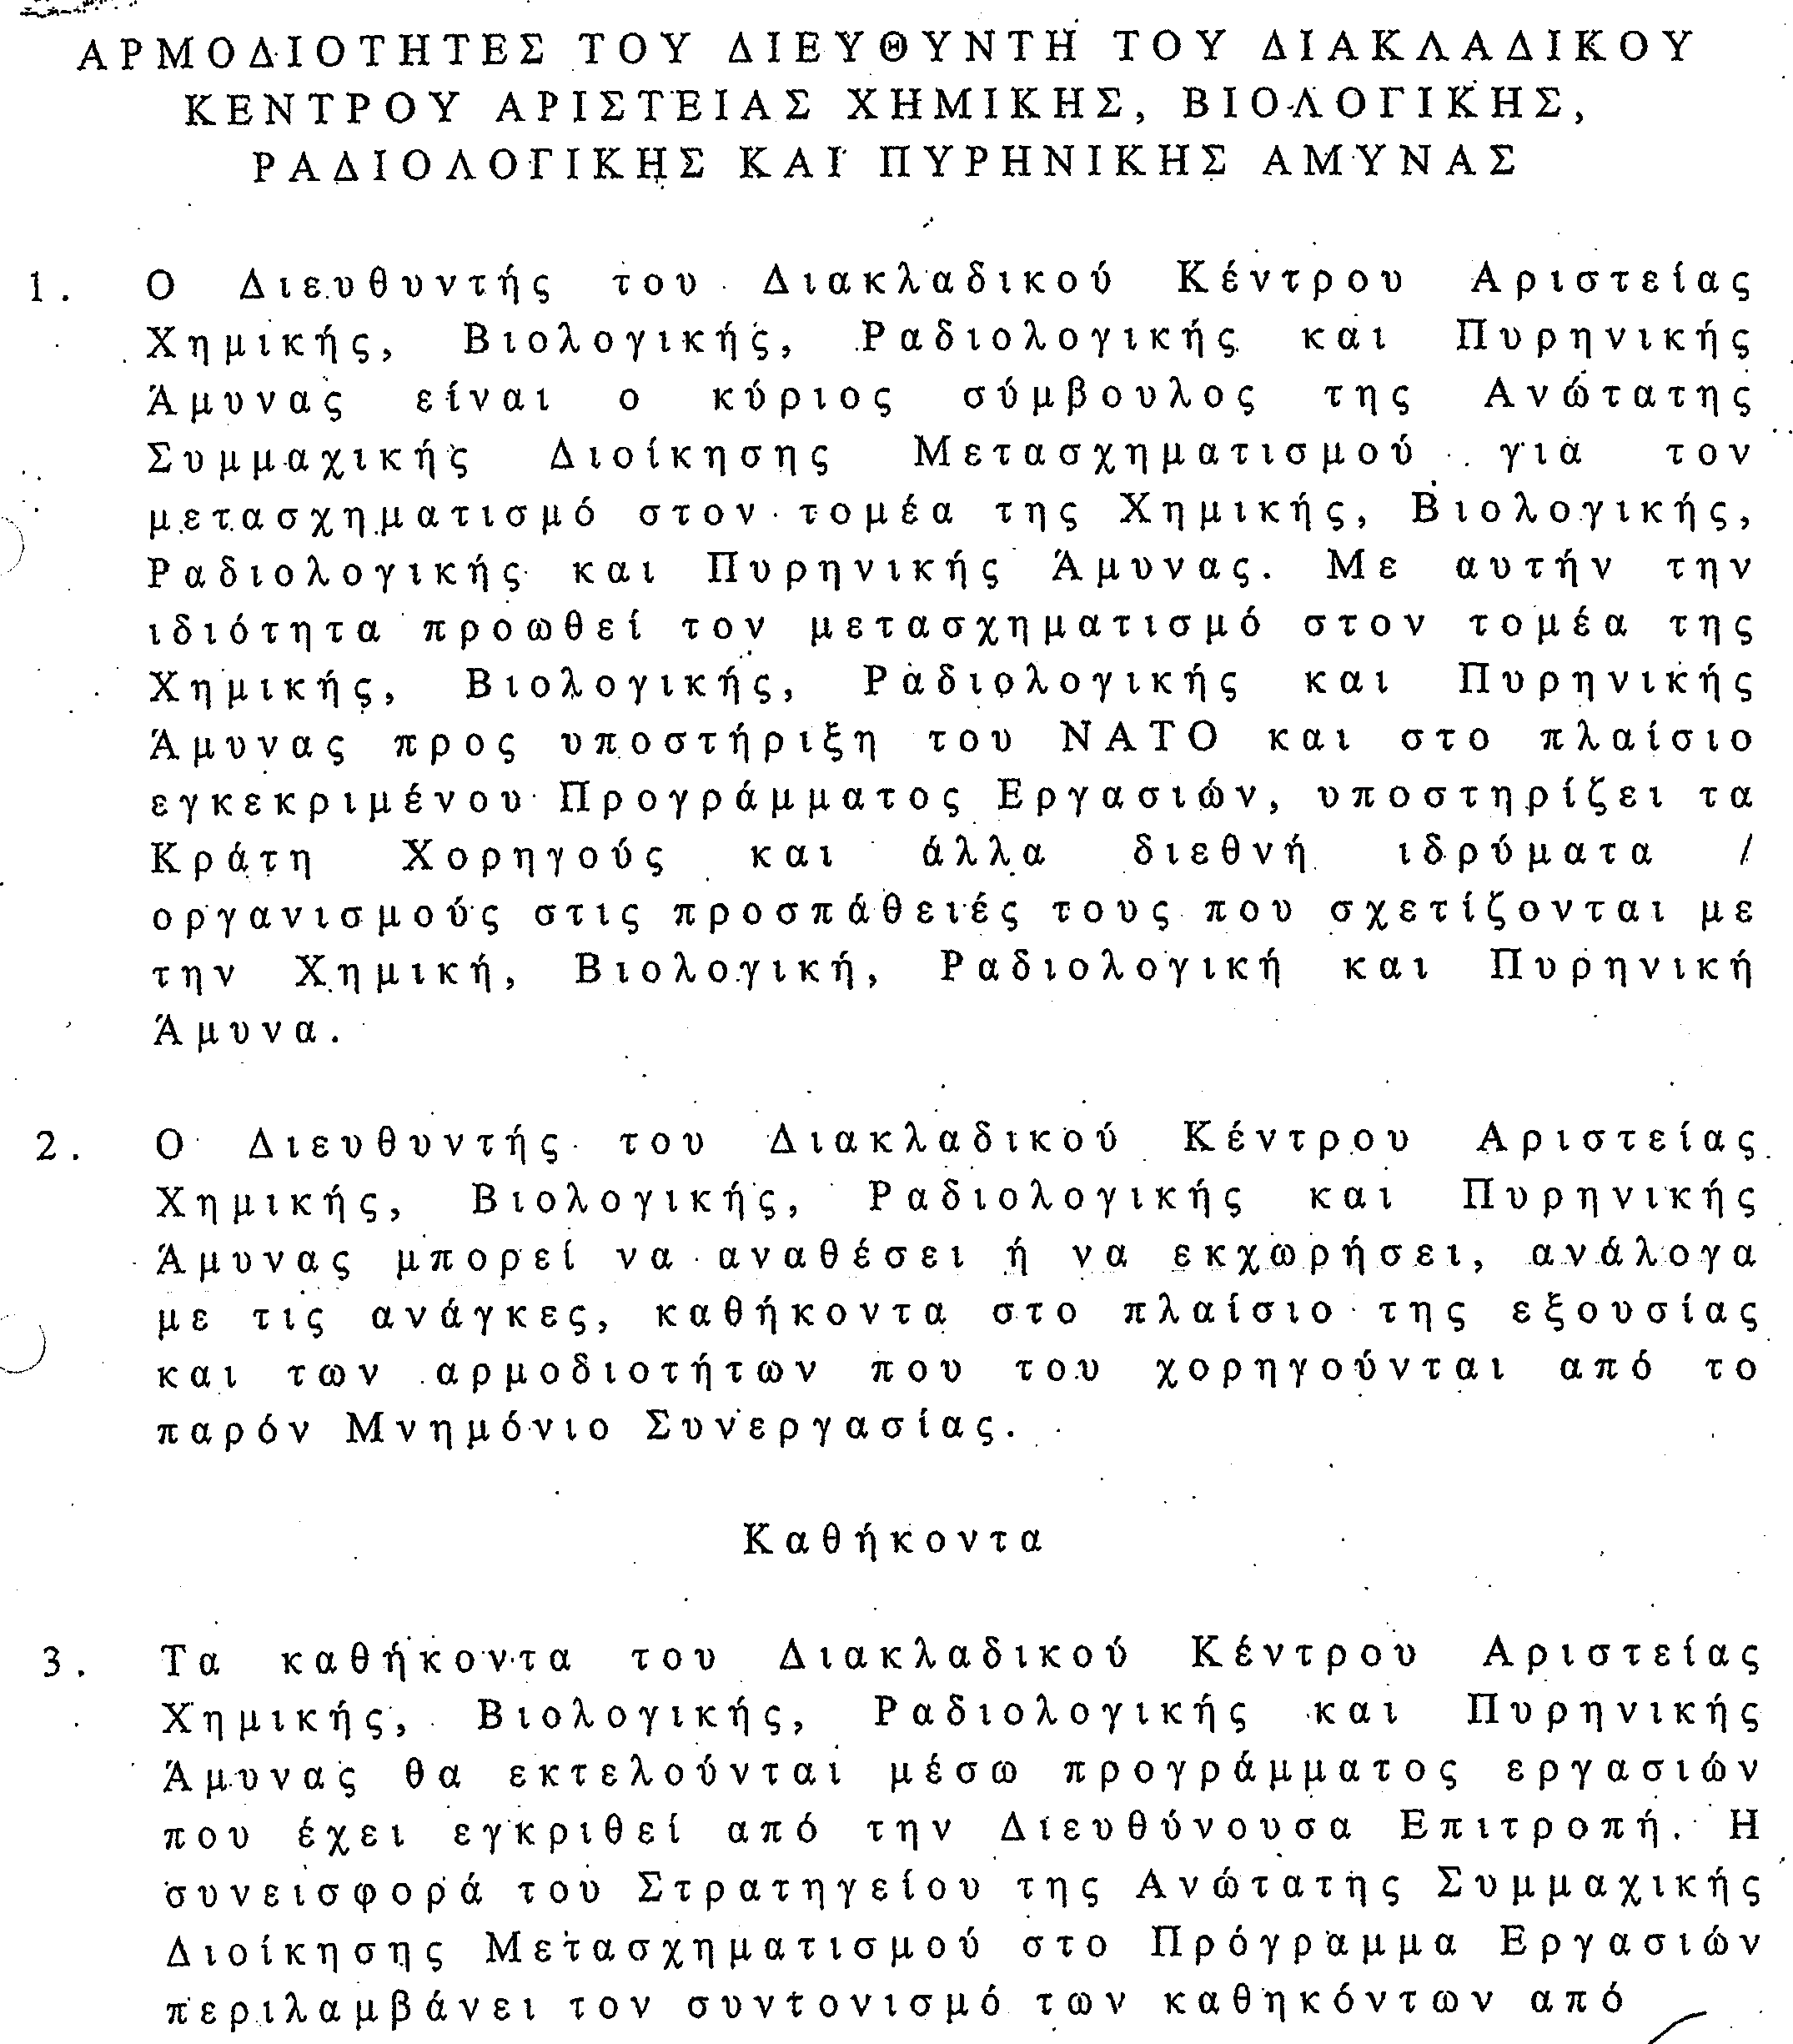 ΑΡΜΟΔΙΟΤΗΤΕΣ ΤΟΥ ΔΙΕΥΘΥΝΤΗ ΤΟΥ ΔΙΑΚΛΑΔΙΚΟΥ
ΚΕΝΤΡΟΥ ΑΡΙΣΤΕΙΑΣ ΧΗΜΙΚΗΣ, ΒΙΟΛΟΓΙΚΗΣ,
ΡΑΔΙΟΛΟΓΙΚΗΣ ΚΑΙ ΠΥΡΗΝΙΚΗΣ ΑΜΥΝΑΣ
1. Ο Διευθυντής του Διακλαδικού Κέντρου Αριστείας
Χημικής, Βιολογικής, Ραδιολογικής και Πυρηνικής
Άμυνας είναι ο κύριος σύμβουλος της Ανώτατης
Συμμαχικής Διοίκησης Μετασχηματισμού για τον
μετασχηματισμό στον τομέα της Χημικής, Βιολογικής,
Ραδιολογικής και Πυρηνικής Άμυνας. Με αυτήν την
ιδιότητα προωθεί τον μετασχηματισμό στον τομέα της
Χημικής, Βιολογικής, Ραδιολογικής και Πυρηνικής
Άμυνας προς υποστήριξη του ΝΑΤΟ και στο πλαίσιο
εγκεκριμένου Προγράμματος Εργασιών, υποστηρίζει τα
Κράτη Χορηγούς και άλλα διεθνή ιδρύματα /
οργανισμούς στις προσπάθειές τους που σχετίζονται με
την Χημική, Βιολογική, Ραδιολογική και Πυρηνική
Άμυνα.
2. Ο Διευθυντής του Διακλαδικού Κέντρου Αριστείας
Χημικής, Βιολογικής, Ραδιολογικής και Πυρηνικής
Άμυνας μπορεί να αναθέσει ή να εκχωρήσει, ανάλογα
με τις ανάγκες, καθήκοντα στο πλαίσιο της εξουσίας
και των αρμοδιοτήτων που του χορηγούνται από το
παρόν Μνημόνιο Συνεργασίας.
Καθήκοντα
3. Τα καθήκοντα του Διακλαδικού Κέντρου Αριστείας
Χημικής, Βιολογικής, Ραδιολογικής και Πυρηνικής
Άμυνας θα εκτελούνται μέσω προγράμματος εργασιών
που έχει εγκριθεί από την Διευθύνουσα Επιτροπή. Η
συνεισφορά του Στρατηγείου της Ανώτατης Συμμαχικής
Διοίκησης Μετασχηματισμού στο Πρόγραμμα Εργασιών
περιλαμβάνει τον συντονισμό των καθηκόντων από